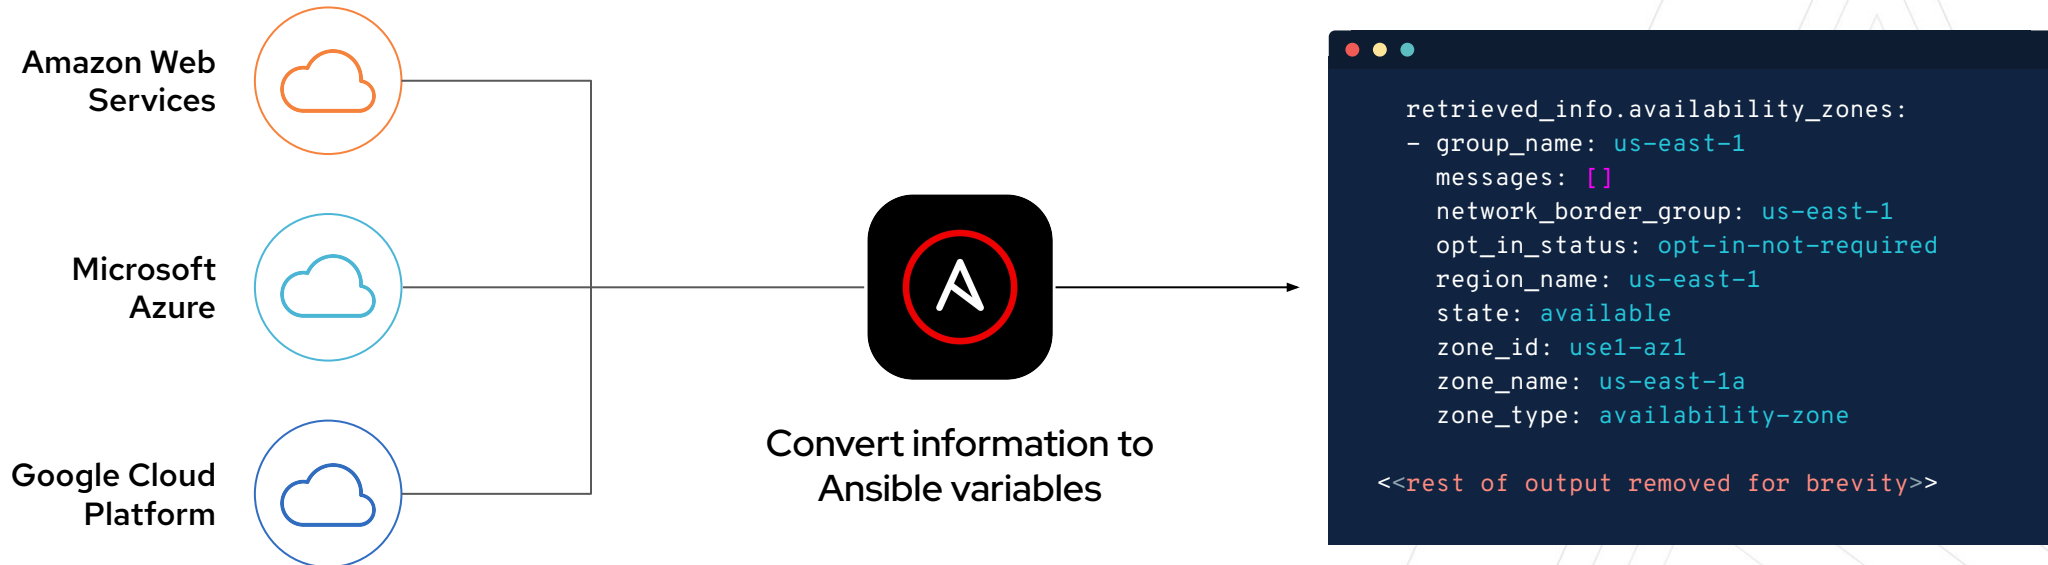 Amazon Web
Services
Microsoft
Azure
Google Cloud
Platform
Convert information to
Ansible variables
retrieved_info.availability_zones:
- group_name: us-east-1
messages: []
network_border_group: us-east-1
opt_in_status: opt-in-not-required
region_name: us-east-1
state: available
zone_id: use1-az1
zone_name: us-east-1a
zone_type: availability-zone
<<rest of output removed for brevity>>